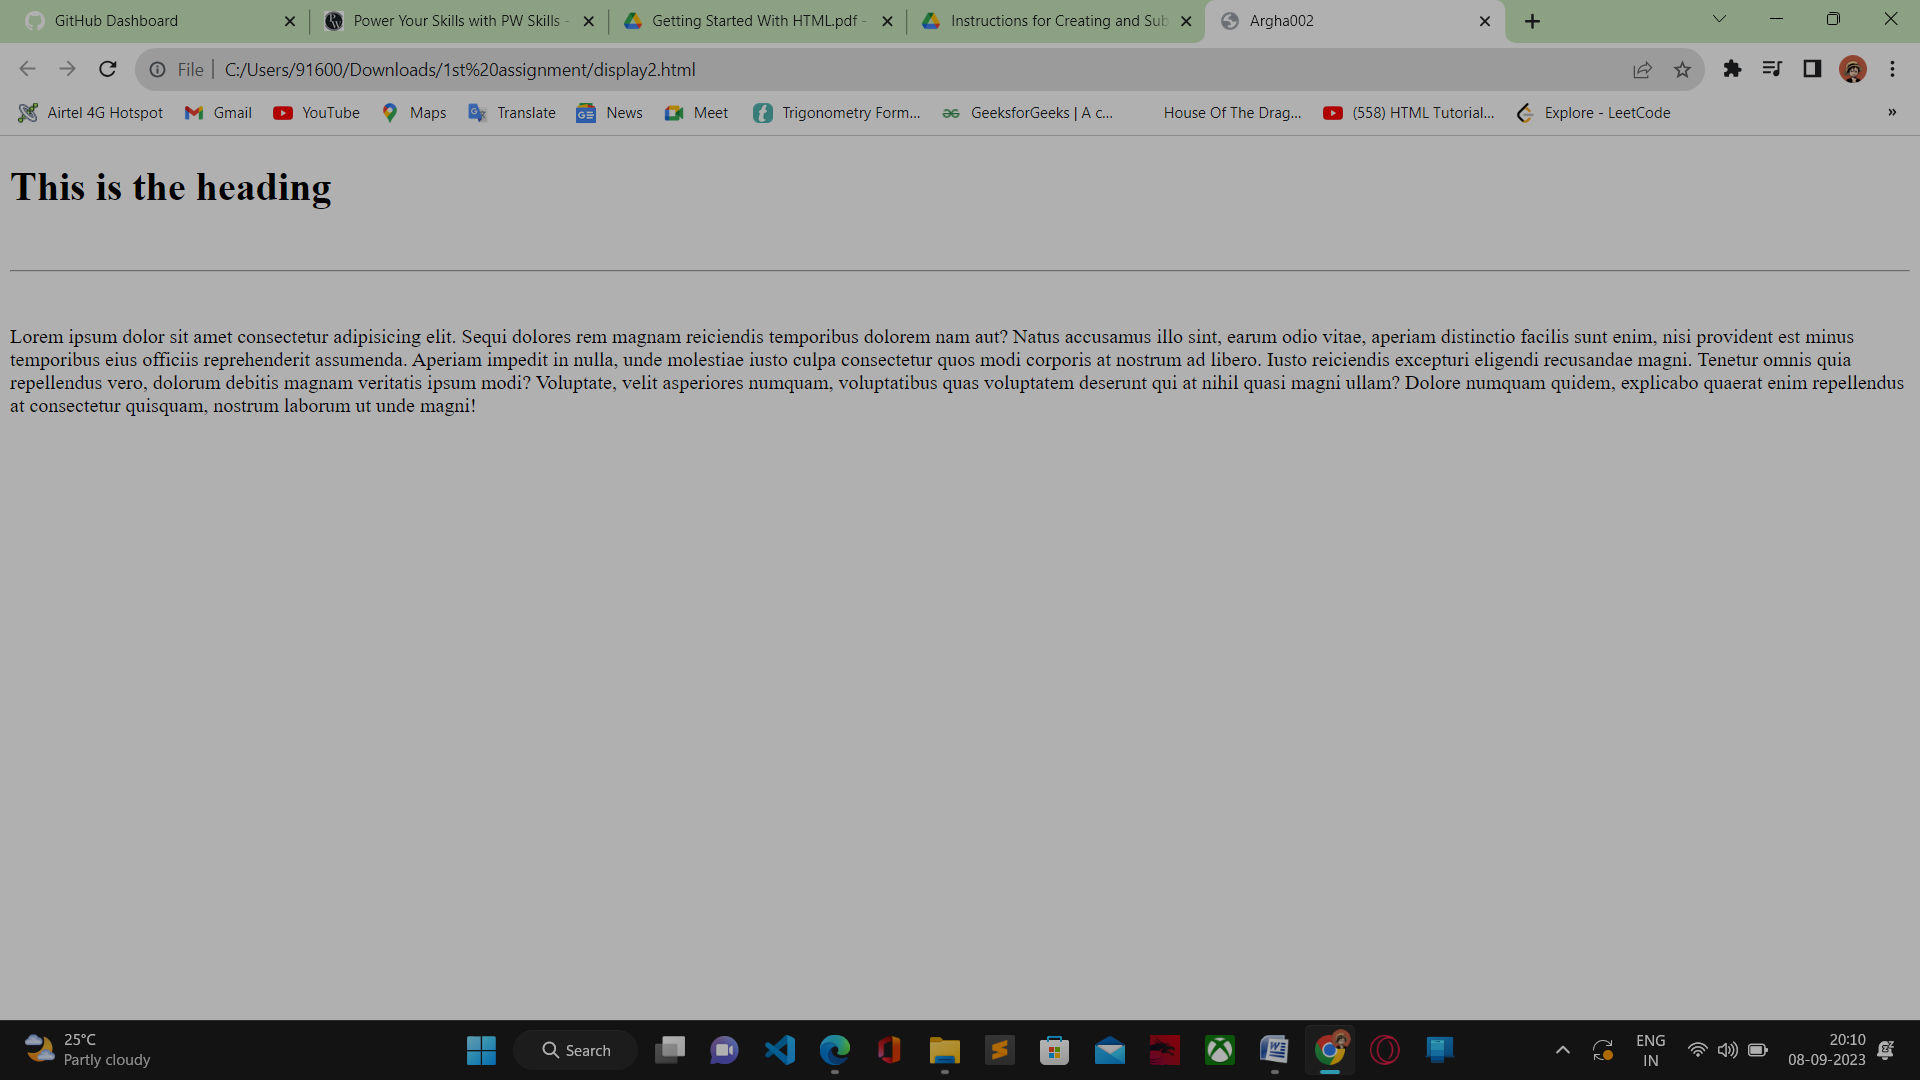 GitHub Dashboard
Power Your Skills with PW Skills -
Getting Started With HTML.pdf -
Instructions for Creating and Sub
Argha002
File
C:/Users/91600/Downloads/1st%20assignment/display2.html
Airtel 4G Hotspot
Gmail
YouTube
Maps
Translate
News
Meet
Trigonometry Form...
GeeksforGeeks | A c...
House Of The Drag...
(558) HTML Tutorial...
Explore - LeetCode
»
This is the heading
Lorem ipsum dolor sit amet consectetur adipisicing elit. Sequi dolores rem magnam reiciendis temporibus dolorem nam aut? Natus accusamus illo sint, earum odio vitae, aperiam distinctio facilis sunt enim, nisi provident est minus
temporibus eius officiis reprehenderit assumenda. Aperiam impedit in nulla, unde molestiae iusto culpa consectetur quos modi corporis at nostrum ad libero. Iusto reiciendis excepturi eligendi recusandae magni. Tenetur omnis quia
repellendus vero, dolorum debitis magnam veritatis ipsum modi? Voluptate, velit asperiores numquam, voluptatibus quas voluptatem deserunt qui at nihil quasi magni ullam? Dolore numquam quidem, explicabo quaerat enim repellendus
at consectetur quisquam, nostrum laborum ut unde magni!
25°C
Partly cloudy
Search
ENG
IN
20:10
08-09-2023